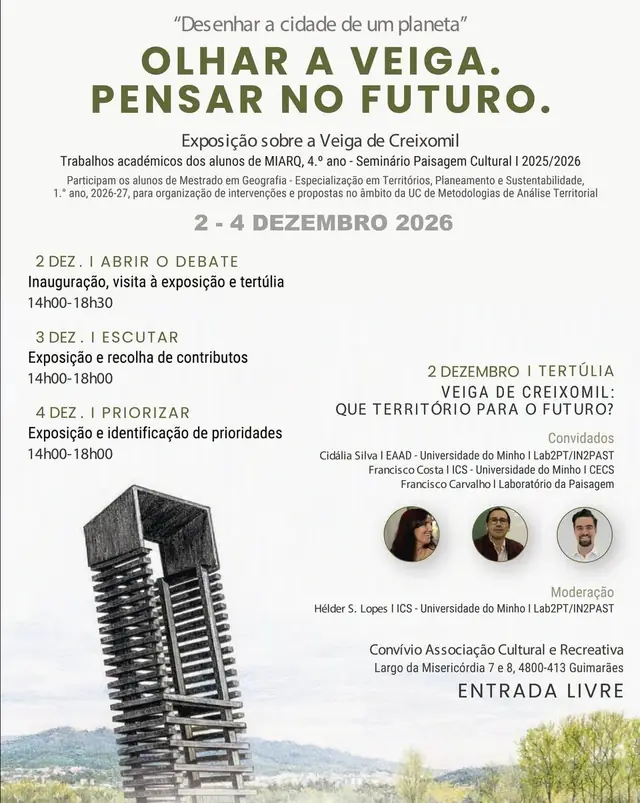 “Desenhar a cidade de um planeta”
OLHAR A VEIGA.
PENSAR NO FUTURO.
Exposição sobre a Veiga de Creixomil
Trabalhos académicos dos alunos de MIARQ, 4.º ano - Seminário Paisagem Cultural I 2025/2026
Participam os alunos de Mestrado em Geografia - Especialização em Territórios, Planeamento e Sustentabilidade,
1.° ano, 2026-27, para organização de intervenções e propostas no âmbito da UC de Metodologias de Análise Territorial
2 - 4 DEZEMBRO 2026
2 DEZ. I ABRIR O DEBATE
Inauguração, visita à exposição e tertúlia
14h00-18h30
3 DEZ. I ESCUTAR
Exposição e recolha de contributos
14h00-18h00
4 DEZ. I PRIORIZAR
Exposição e identificação de prioridades
14h00-18h00
2 DEZEMBRO I TERTÚLIA
VEIGA DE CREIXOMIL:
QUE TERRITÓRIO PARA O FUTURO?
Convidados
Cidália Silva I EAAD - Universidade do Minho I Lab2PT/IN2PAST
Francisco Costa I ICS - Universidade do Minho I CECS
Francisco Carvalho I Laboratório da Paisagem
Moderação
Hélder S. Lopes I ICS - Universidade do Minho I Lab2PT/IN2PAST
Convívio Associação Cultural e Recreativa
Largo da Misericórdia 7 e 8, 4800-413 Guimarães
ENTRADA LIVRE